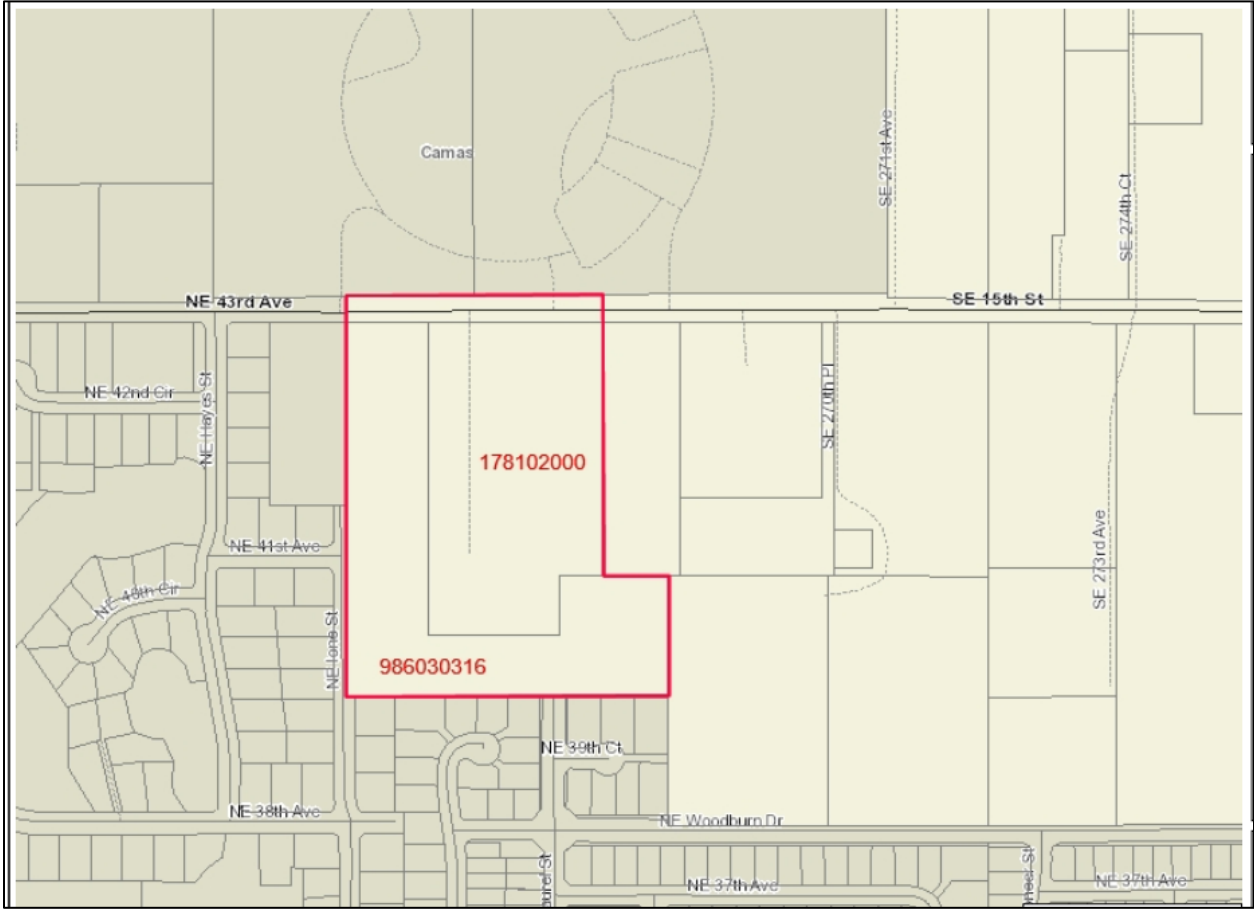 Camas
SE 271st Ave
SE 274th Ct
NE 43rd Ave
SE 15th St
NE 42nd Cir
NE Hayes St
SE 270th Pl
178102000
NE 41st Ave
SE 273rd Ave
NE 40th Cir
NE Ione St
986030316
NE 39th Ct
NE 38th Ave
NE Woodburn Dr
NE 37th Ave
NE 37th Ave